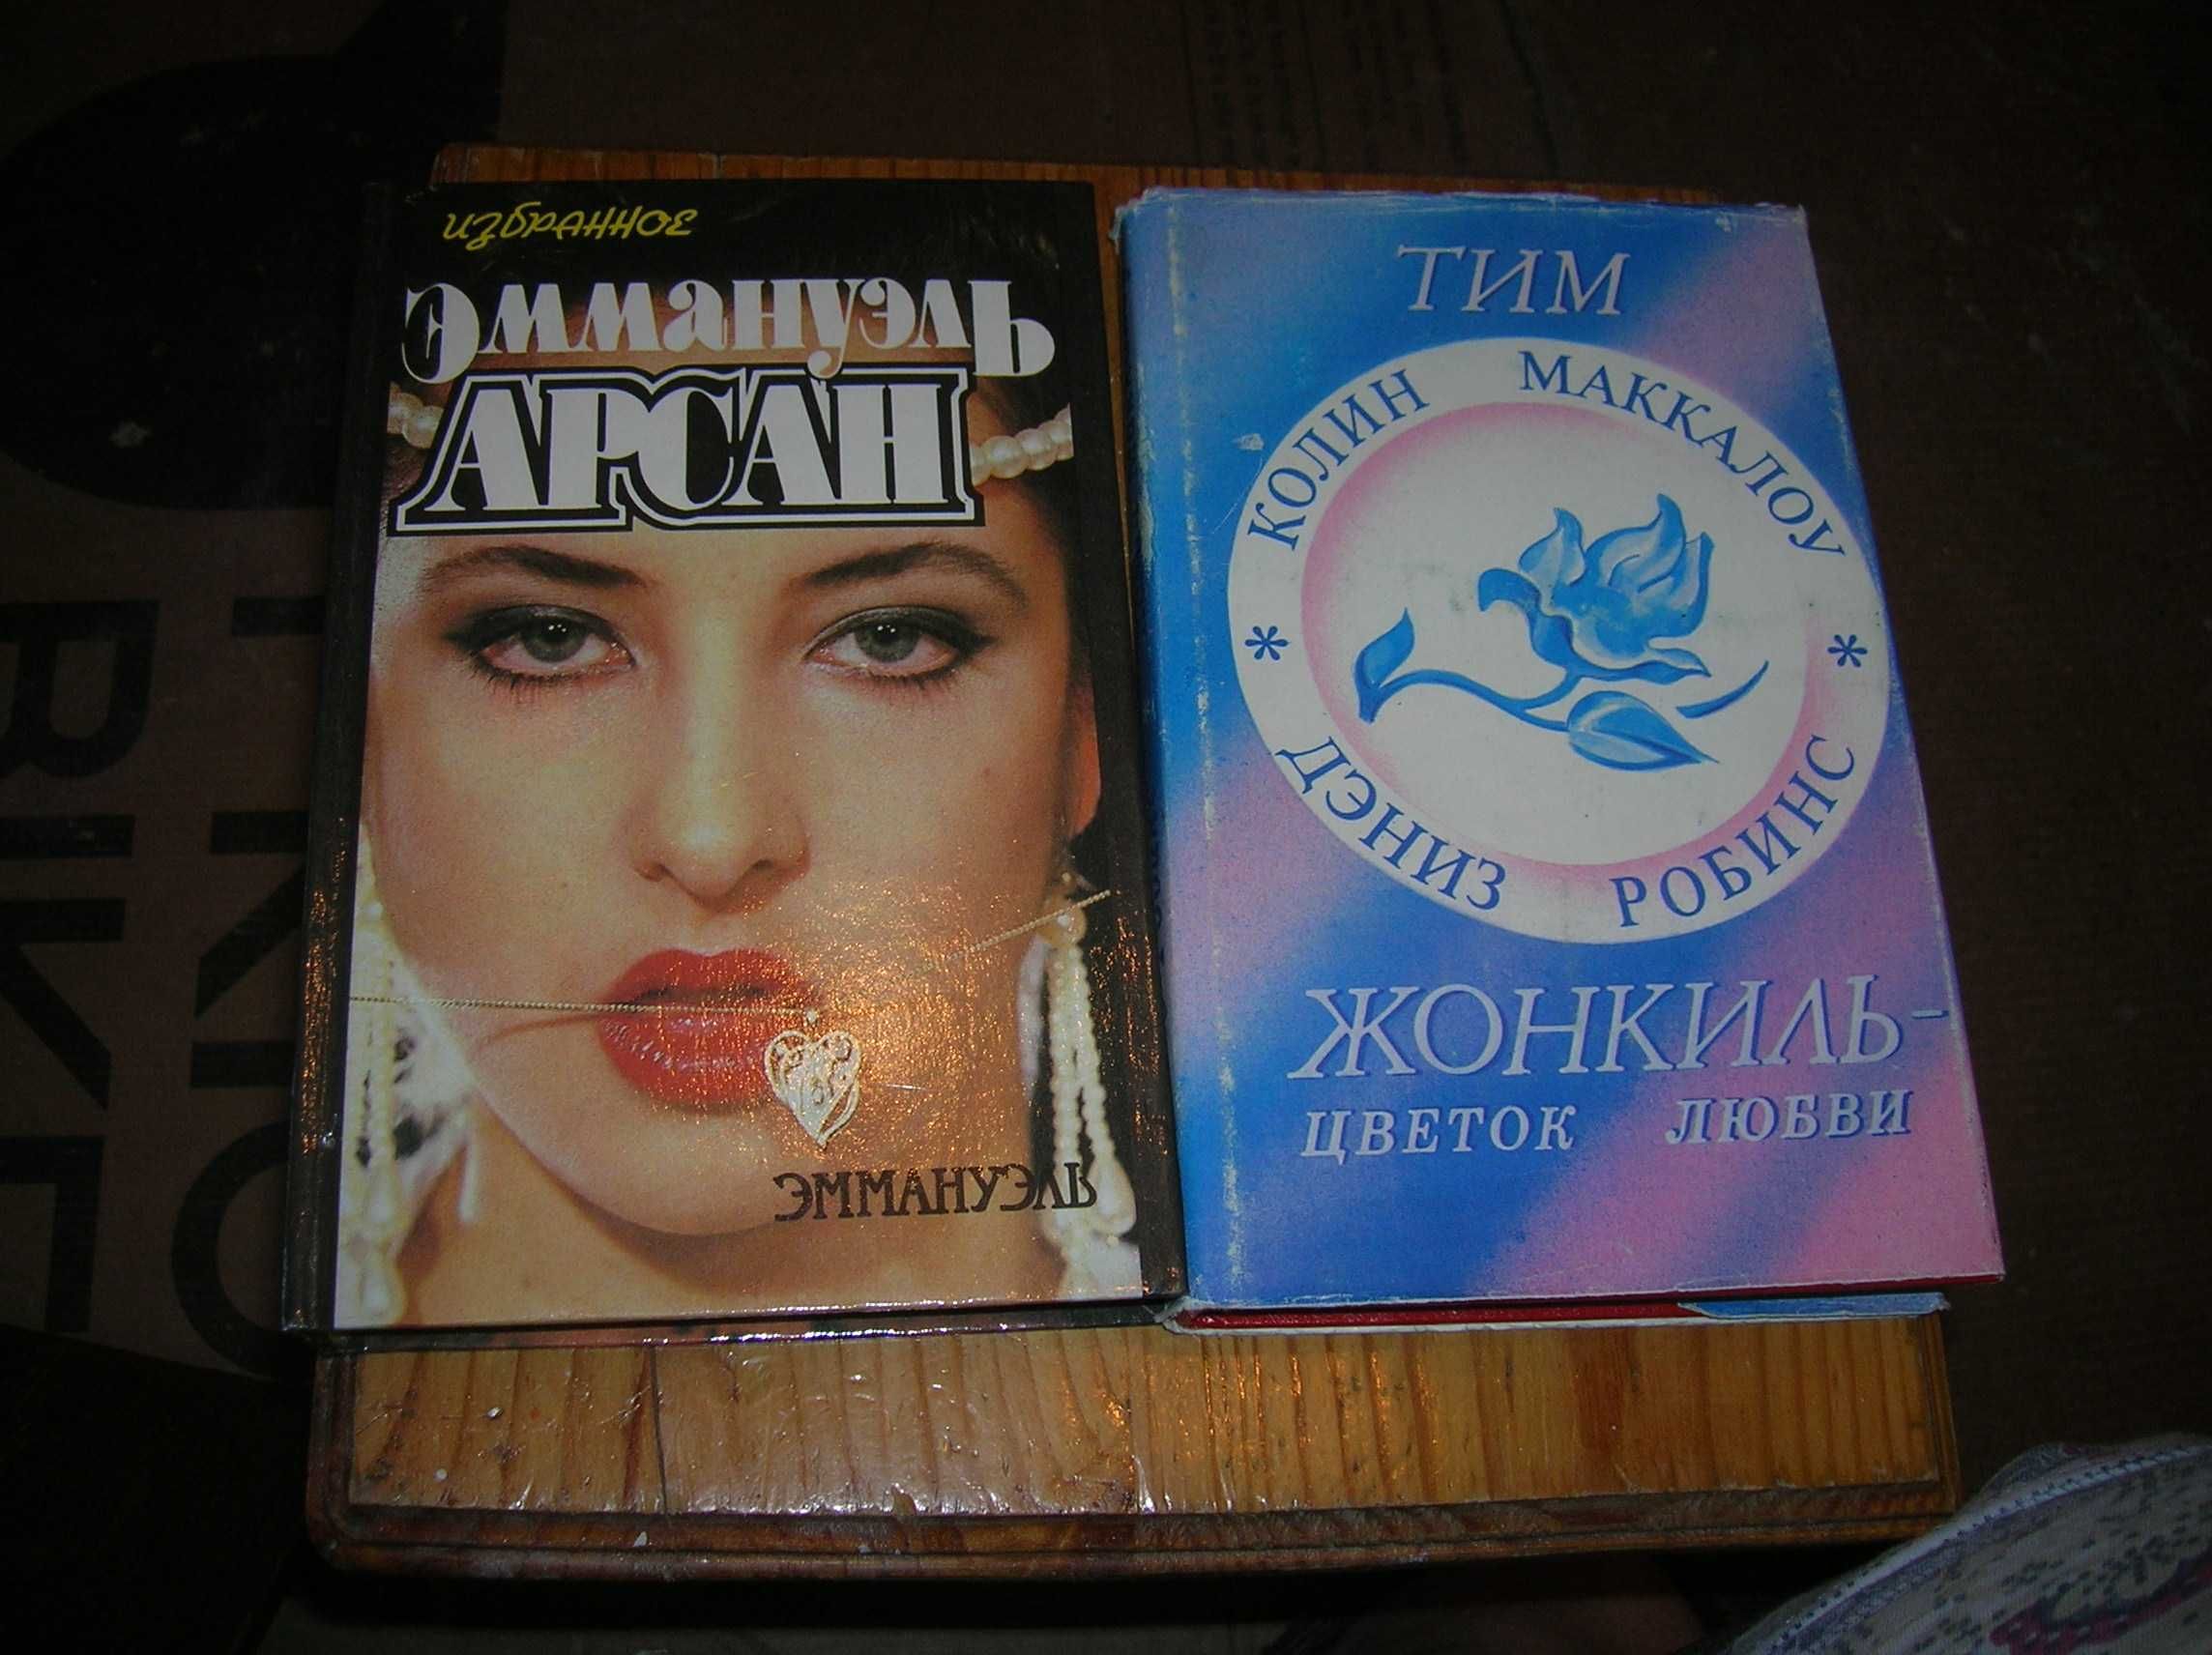 ИЗБРАННОЕ
ЭММАНУЭЛЬ
АРСАН
ЭММАНУЭЛЬ
ТИМ
КОЛИН МАККАЛОУ
* *
ДЭНИЗ РОБИНС
ЖОНКИЛЬ-
ЦВЕТОК ЛЮБВИ